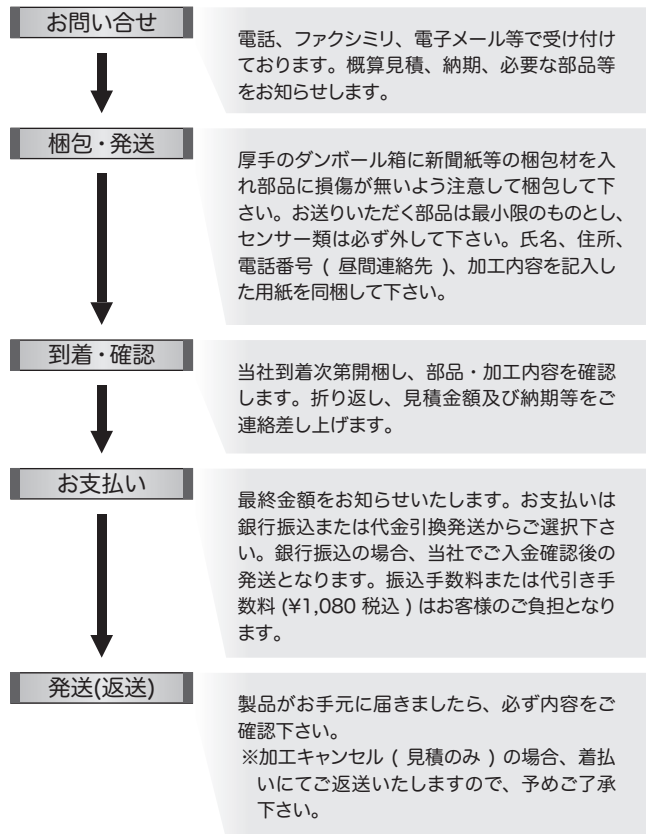 お問い合せ
電話、ファクシミリ、電子メール等で受け付け
ております。概算見積、納期、必要な部品等
をお知らせします。
梱包・発送
厚手のダンボール箱に新聞紙等の梱包材を入
れ部品に損傷が無いよう注意して梱包して下
さい。お送りいただく部品は最小限のものとし、
センサー類は必ず外して下さい。氏名、住所、
電話番号 ( 昼間連絡先 )、加工内容を記入し
た用紙を同梱して下さい。
到着・確認
当社到着次第開梱し、部品・加工内容を確認
します。折り返し、見積金額及び納期等をご
連絡差し上げます。
お支払い
最終金額をお知らせいたします。お支払いは
銀行振込または代金引換発送からご選択下さ
い。銀行振込の場合、当社でご入金確認後の
発送となります。振込手数料または代引き手
数料 (¥1,080 税込 ) はお客様のご負担となり
ます。
発送(返送)
製品がお手元に届きましたら、必ず内容をご
確認下さい。
※加工キャンセル ( 見積のみ ) の場合、着払
いにてご返送いたしますので、予めご了承
下さい。